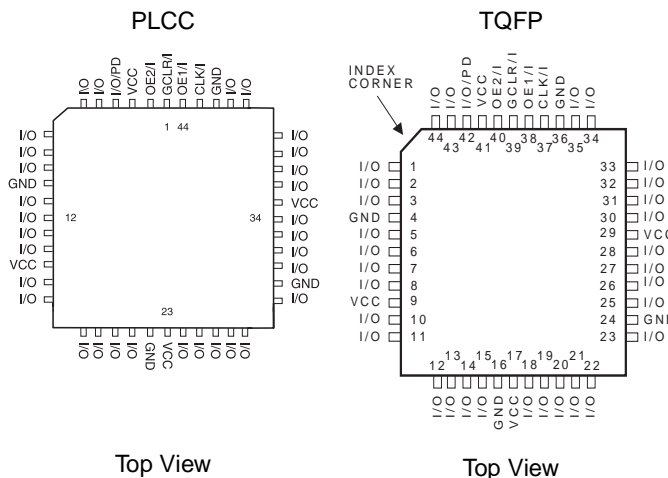 PLCC
I/O
I/O
I/O/PD
VCC
OE2/I
GCLR/I
OE1/I
CLK/I
GND
I/O
I/O
1 44
I/O
I/O
I/O
GND
I/O
I/O
I/O
I/O
VCC
I/O
I/O
12
34
I/O
I/O
I/O
I/O
VCC
I/O
I/O
I/O
I/O
GND
I/O
23
I/O
I/O
I/O
I/O
GND
VCC
I/O
I/O
I/O
I/O
I/O
Top View
TQFP
INDEX
CORNER
I/O
I/O
I/O/PD
VCC
OE2/I
GCLR/I
OE1/I
CLK/I
GND
I/O
I/O
44
43
42
41
40
39
38
37
36
35
34
I/O 1
I/O 2
I/O 3
GND 4
I/O 5
I/O 6
I/O 7
I/O 8
VCC 9
I/O 10
I/O 11
33 I/O
32 I/O
31 I/O
30 I/O
29 VCC
28 I/O
27 I/O
26 I/O
25 I/O
24 GND
23 I/O
12
13
14
15
16
17
18
19
20
21
22
I/O
I/O
I/O
I/O
GND
VCC
I/O
I/O
I/O
I/O
I/O
Top View